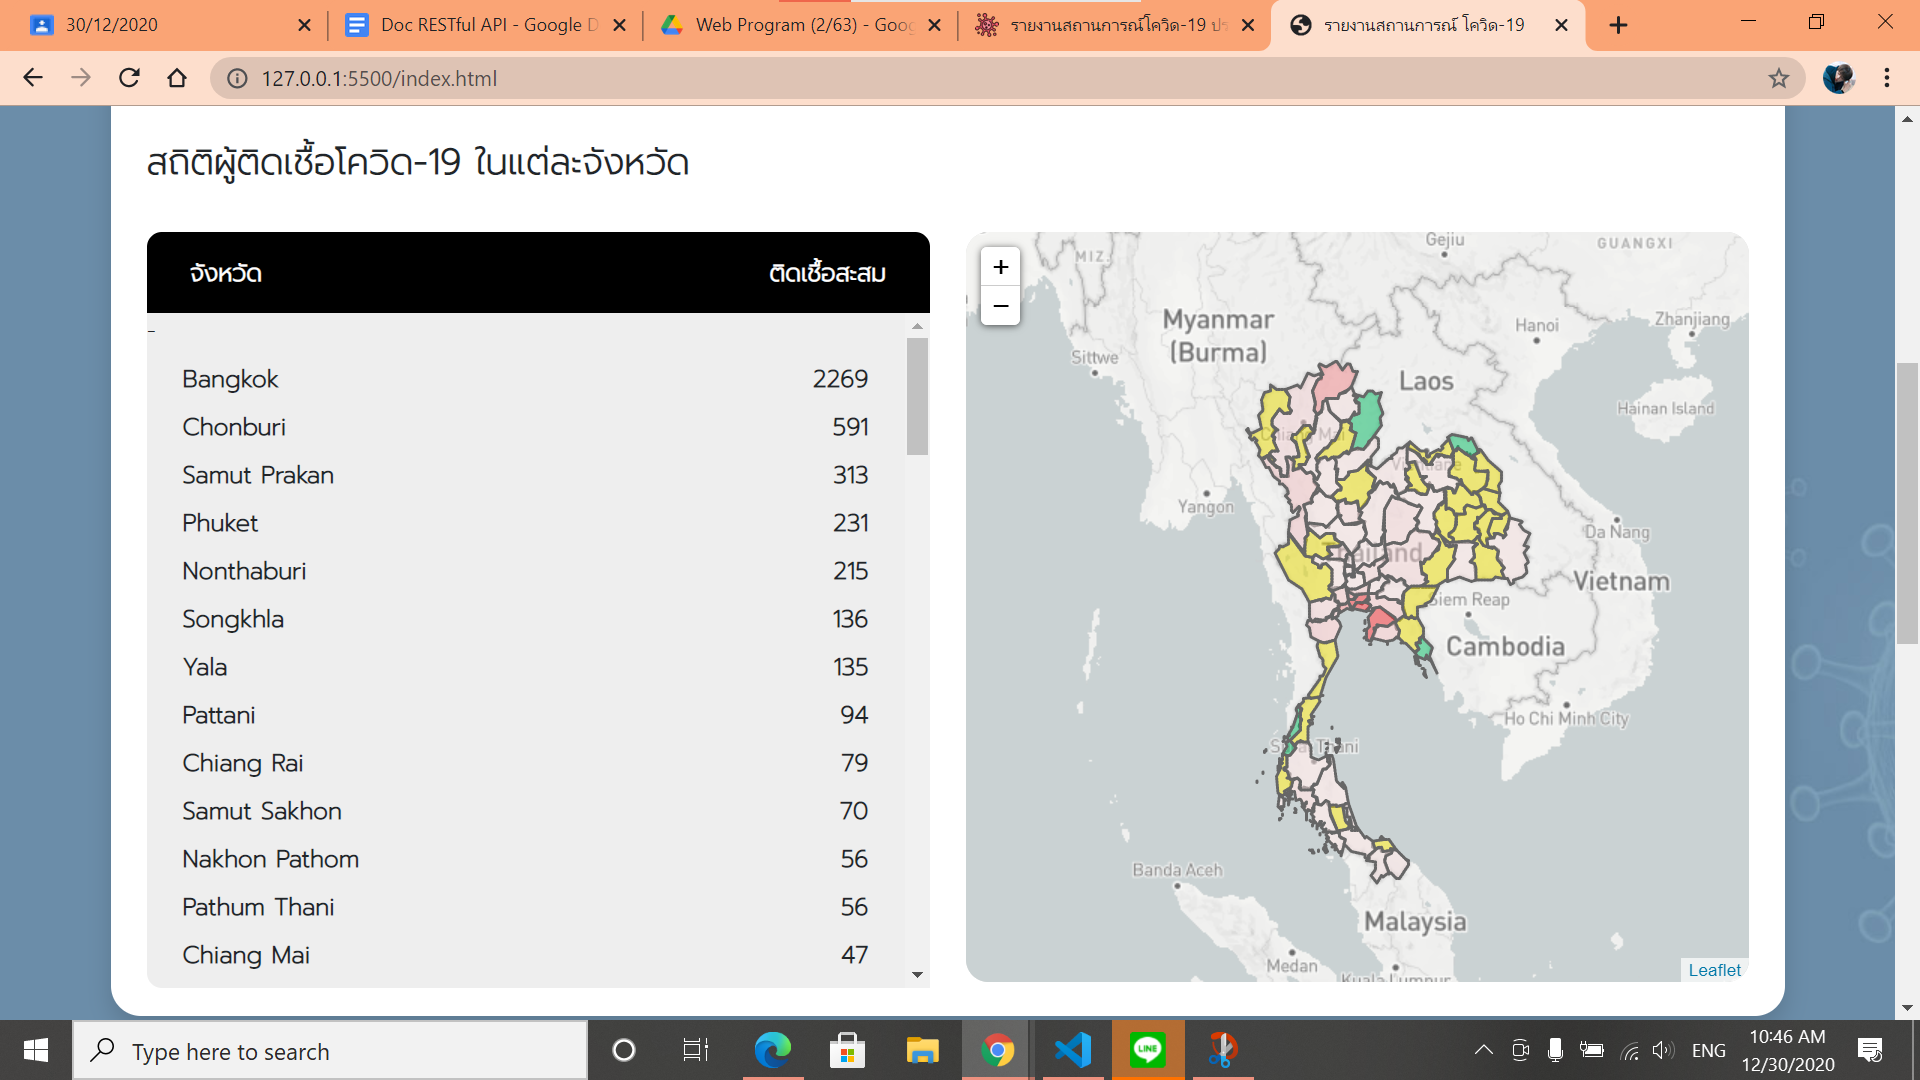 30/12/2020
Doc RESTful API - Google D
Web Program (2/63) - Goog
รายงานสถานการณ์โควิด-19 ปร
รายงานสถานการณ์ โควิด-19
127.0.0.1:5500/index.html
สถิติผู้ติดเชื้อโควิด-19 ในแต่ละจังหวัด
จังหวัด ติดเชื้อสะสม
-
Bangkok 2269
Chonburi 591
Samut Prakan 313
Phuket 231
Nonthaburi 215
Songkhla 136
Yala 135
Pattani 94
Chiang Rai 79
Samut Sakhon 70
Nakhon Pathom 56
Pathum Thani 56
Chiang Mai 47
+
−
Gejiu
GUANGXI
MIZ.
Myanmar
(Burma)
Hanoi
Zhanjiang
Sittwe
Laos
Hainan Island
Chiang Mai
Yangon
Da Nang
Thailand
Vietnam
Siem Reap
Cambodia
Ho Chi Minh City
Thani
Banda Aceh
Malaysia
Medan
Kuala Lumpur
Leaflet
Type here to search
LINE
ENG
10:46 AM
12/30/2020